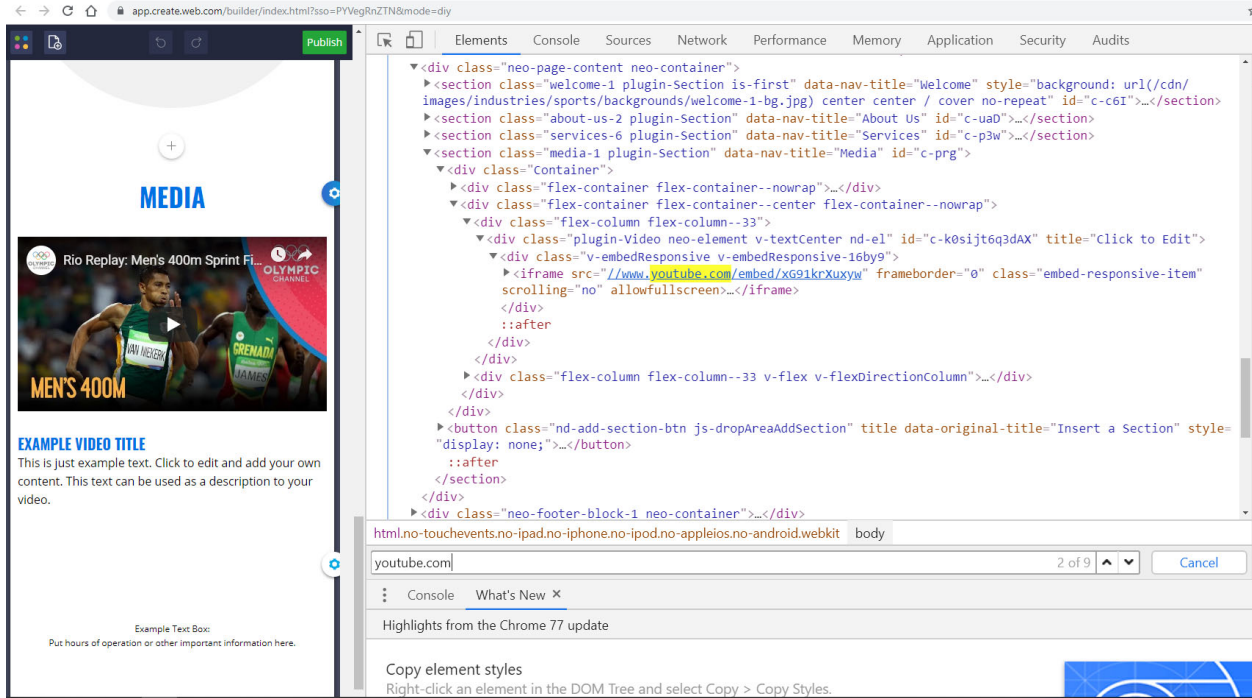 app.create.web.com/builder/index.html?sso=PYVegRnZTN&mode=diy
Publish
MEDIA
Rio Replay: Men's 400m Sprint Fi...
OLYMPIC
CHANNEL
VAN NIEKERK
GRENADA
JAMES
MEN'S 400M
EXAMPLE VIDEO TITLE
This is just example text. Click to edit and add your own
content. This text can be used as a description to your
video.
Example Text Box:
Put hours of operation or other important information here.
Elements Console Sources Network Performance Memory Application Security Audits
▼<div class="neo-page-content neo-container">
▶<section class="welcome-1 plugin-Section is-first" data-nav-title="Welcome" style="background: url(/cdn/
images/industries/sports/backgrounds/welcome-1-bg.jpg) center center / cover no-repeat" id="c-c6I">…</section>
▶<section class="about-us-2 plugin-Section" data-nav-title="About Us" id="c-uaD">…</section>
▶<section class="services-6 plugin-Section" data-nav-title="Services" id="c-p3w">…</section>
▼<section class="media-1 plugin-Section" data-nav-title="Media" id="c-prg">
▼<div class="Container">
▶<div class="flex-container flex-container--nowrap">…</div>
▼<div class="flex-container flex-container--center flex-container--nowrap">
▼<div class="flex-column flex-column--33">
▼<div class="plugin-Video neo-element v-textCenter nd-el" id="c-k0sijt6q3dAX" title="Click to Edit">
▼<div class="v-embedResponsive v-embedResponsive-16by9">
▶<iframe src="//www.youtube.com/embed/xG91krXuxyw" frameborder="0" class="embed-responsive-item"
scrolling="no" allowfullscreen>…</iframe>
</div>
::after
</div>
</div>
▶<div class="flex-column flex-column--33 v-flex v-flexDirectionColumn">…</div>
</div>
</div>
▶<button class="nd-add-section-btn js-dropAreaAddSection" title data-original-title="Insert a Section" style=
"display: none;">…</button>
::after
</section>
</div>
▶<div class="neo-footer-block-1 neo-container">…</div>
html.no-touchevents.no-ipad.no-iphone.no-ipod.no-appleios.no-android.webkit body
youtube.com 2 of 9 Cancel
Console What's New ×
Highlights from the Chrome 77 update
Copy element styles
Right-click an element in the DOM Tree and select Copy > Copy Styles.